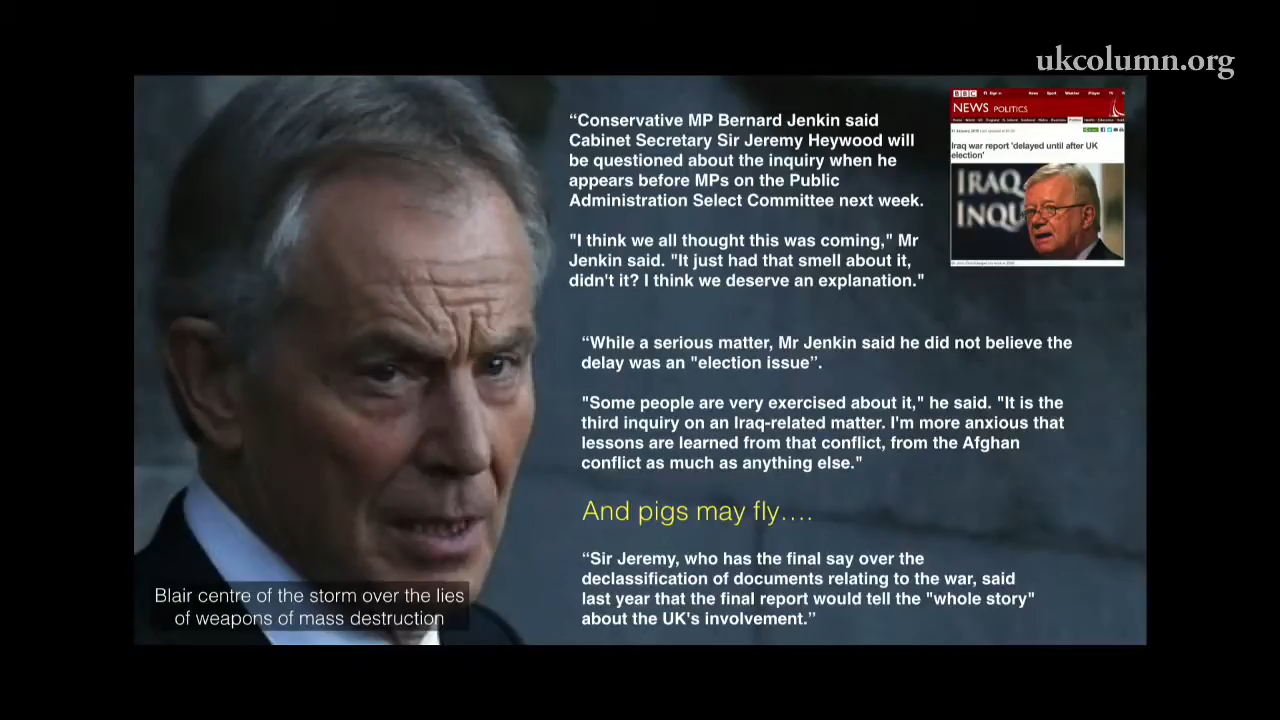 ukcolumn.org
“Conservative MP Bernard Jenkin said
Cabinet Secretary Sir Jeremy Heywood will
be questioned about the inquiry when he
appears before MPs on the Public
Administration Select Committee next week.
"I think we all thought this was coming," Mr
Jenkin said. "It just had that smell about it,
didn't it? I think we deserve an explanation."
BBC
Sign in
News Sport Weather iPlayer
NEWS POLITICS
Iraq war report 'delayed until after UK
election'
IRAQ
INQU
“While a serious matter, Mr Jenkin said he did not believe the
delay was an "election issue”.
"Some people are very exercised about it," he said. "It is the
third inquiry on an Iraq-related matter. I'm more anxious that
lessons are learned from that conflict, from the Afghan
conflict as much as anything else."
And pigs may fly….
“Sir Jeremy, who has the final say over the
declassification of documents relating to the war, said
last year that the final report would tell the "whole story"
about the UK's involvement.”
Blair centre of the storm over the lies
of weapons of mass destruction